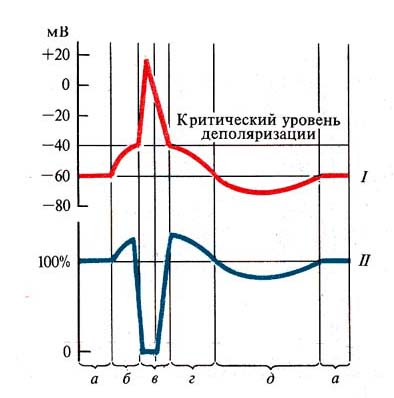 мВ
+20
0
−20
Критический уровень
деполяризации
−40
−60
I
−80
100%
II
0
а б в г д а